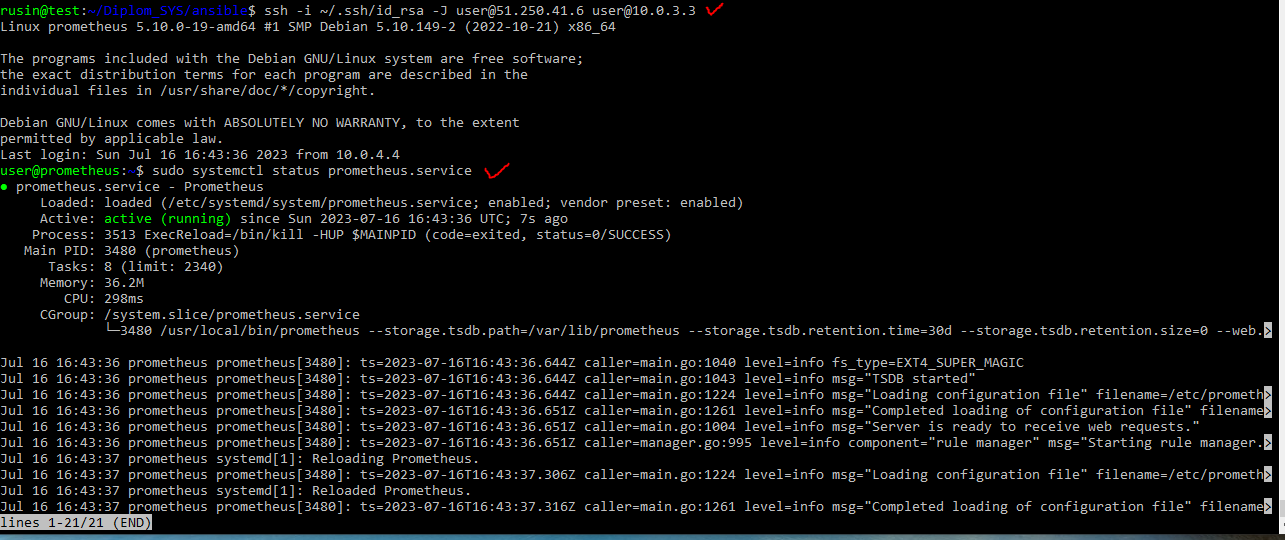 rusin@test:~/Diplom_SYS/ansible$ ssh -i ~/.ssh/id_rsa -J user@51.250.41.6 user@10.0.3.3
Linux prometheus 5.10.0-19-amd64 #1 SMP Debian 5.10.149-2 (2022-10-21) x86_64
The programs included with the Debian GNU/Linux system are free software;
the exact distribution terms for each program are described in the
individual files in /usr/share/doc/*/copyright.
Debian GNU/Linux comes with ABSOLUTELY NO WARRANTY, to the extent
permitted by applicable law.
Last login: Sun Jul 16 16:43:36 2023 from 10.0.4.4
user@prometheus:~$ sudo systemctl status prometheus.service
● prometheus.service - Prometheus
Loaded: loaded (/etc/systemd/system/prometheus.service; enabled; vendor preset: enabled)
Active: active (running) since Sun 2023-07-16 16:43:36 UTC; 7s ago
Process: 3513 ExecReload=/bin/kill -HUP $MAINPID (code=exited, status=0/SUCCESS)
Main PID: 3480 (prometheus)
Tasks: 8 (limit: 2340)
Memory: 36.2M
CPU: 298ms
CGroup: /system.slice/prometheus.service
└─3480 /usr/local/bin/prometheus --storage.tsdb.path=/var/lib/prometheus --storage.tsdb.retention.time=30d --storage.tsdb.retention.size=0 --web.>
Jul 16 16:43:36 prometheus prometheus[3480]: ts=2023-07-16T16:43:36.644Z caller=main.go:1040 level=info fs_type=EXT4_SUPER_MAGIC
Jul 16 16:43:36 prometheus prometheus[3480]: ts=2023-07-16T16:43:36.644Z caller=main.go:1043 level=info msg="TSDB started"
Jul 16 16:43:36 prometheus prometheus[3480]: ts=2023-07-16T16:43:36.644Z caller=main.go:1224 level=info msg="Loading configuration file" filename=/etc/prometh>
Jul 16 16:43:36 prometheus prometheus[3480]: ts=2023-07-16T16:43:36.651Z caller=main.go:1261 level=info msg="Completed loading of configuration file" filename>
Jul 16 16:43:36 prometheus prometheus[3480]: ts=2023-07-16T16:43:36.651Z caller=main.go:1004 level=info msg="Server is ready to receive web requests."
Jul 16 16:43:36 prometheus prometheus[3480]: ts=2023-07-16T16:43:36.651Z caller=manager.go:995 level=info component="rule manager" msg="Starting rule manager.>
Jul 16 16:43:37 prometheus systemd[1]: Reloading Prometheus.
Jul 16 16:43:37 prometheus prometheus[3480]: ts=2023-07-16T16:43:37.306Z caller=main.go:1224 level=info msg="Loading configuration file" filename=/etc/prometh>
Jul 16 16:43:37 prometheus systemd[1]: Reloaded Prometheus.
Jul 16 16:43:37 prometheus prometheus[3480]: ts=2023-07-16T16:43:37.316Z caller=main.go:1261 level=info msg="Completed loading of configuration file" filename>
lines 1-21/21 (END)